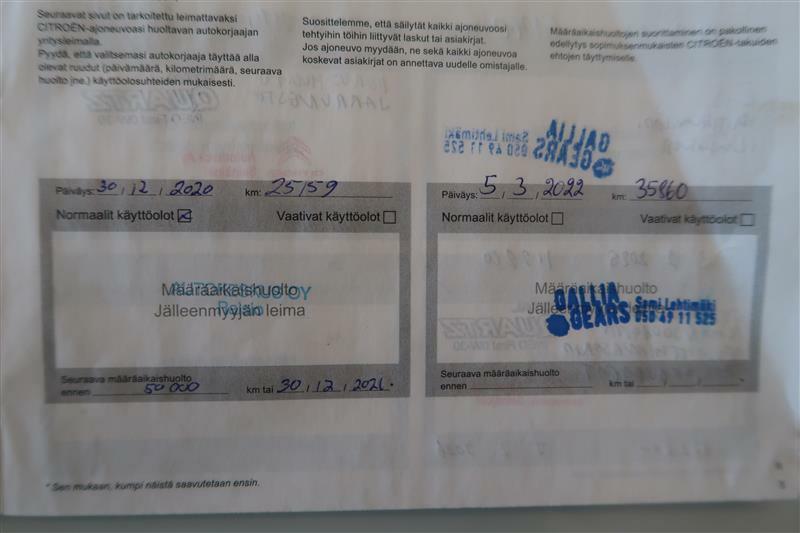 Seuraavat sivut on tarkoitettu leimattavaksi
CITROËN-ajoneuvoasi huoltavan autokorjaajan
yritysleimalla.
Pyydä, että valitsemasi autokorjaaja täyttää alla
olevat ruudut (päivämäärä, kilometrimäärä, seuraava
huolto jne.) käyttöolosuhteiden mukaisesti.
Suosittelemme, että säilytät kaikki ajoneuvoosi
tehtyihin töihin liittyvät laskut tai asiakirjat.
Jos ajoneuvo myydään, ne sekä kaikki ajoneuvoa
koskevat asiakirjat on annettava uudelle omistajalle.
Määräaikaishuoltojen suorittaminen on pakollinen
edellytys sopimuksenmukaisten CITROËN-takuiden
ehtojen täyttymiselle.
GALLIA GEARS Sami Lehtimäki
050 49 11 525
Päiväys: 30 / 12 / 2020 km: 25159
Normaalit käyttöolot Vaativat käyttöolot
Määräaikaishuolto
Jälleenmyyjän leima
Seuraava määräaikaishuolto
ennen 50 000 km tai 30 / 12 / 2021 *
Päiväys: 5 / 3 / 2022 km: 35860
Normaalit käyttöolot Vaativat käyttöolot
Määräaikaishuolto
GALLIA GEARS Sami Lehtimäki
050 49 11 525
Seuraava määräaikaishuolto
ennen km tai
* Sen mukaan, kumpi näistä saavutetaan ensin.